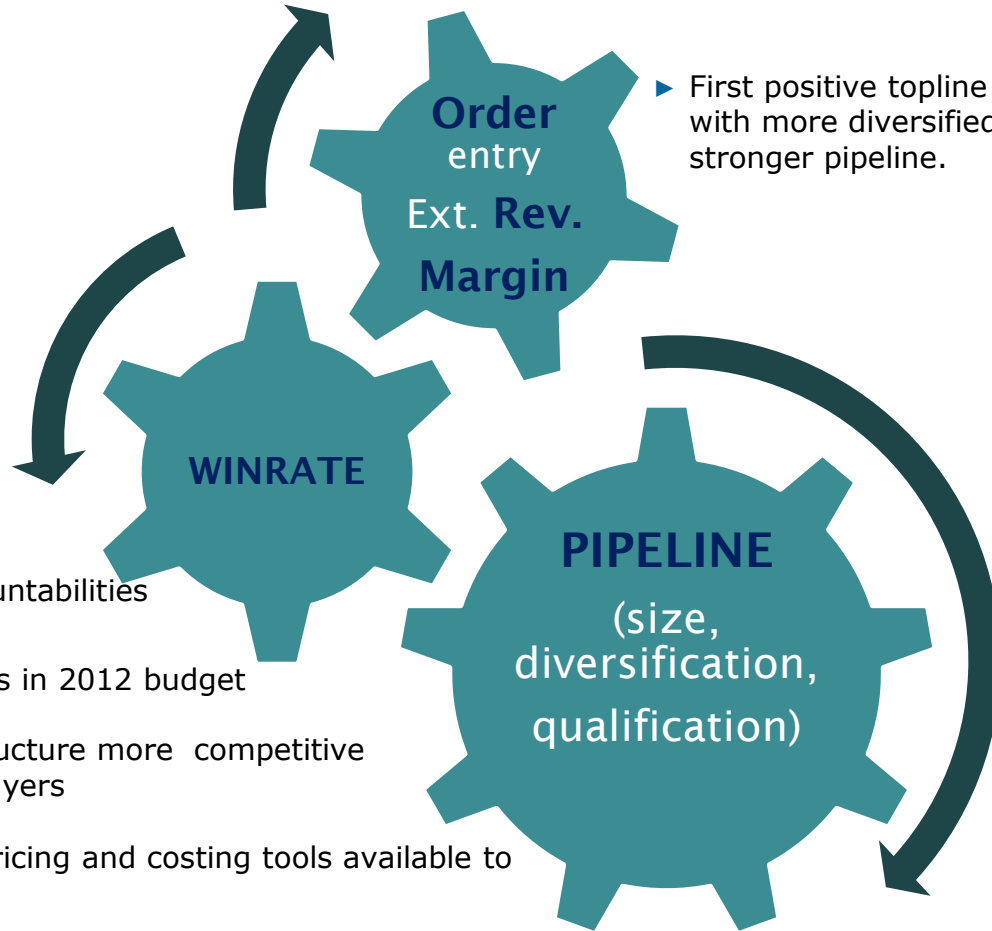 Order
entry
Ext. Rev.
Margin
► First positive topline
with more diversified
stronger pipeline.
WINRATE
PIPELINE
(size,
diversification,
qualification)
untabilities
s in 2012 budget
ucture more competitive
yers
ricing and costing tools available to